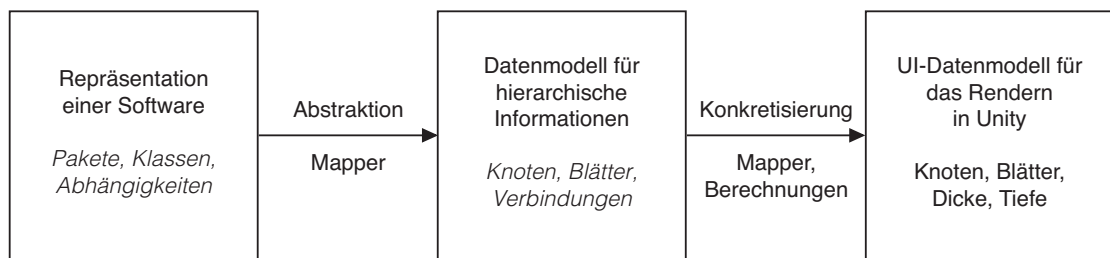 Repräsentation
einer Software
Pakete, Klassen,
Abhängigkeiten
Abstraktion
Mapper
Datenmodell für
hierarchische
Informationen
Knoten, Blätter,
Verbindungen
Konkretisierung
Mapper,
Berechnungen
UI-Datenmodell für
das Rendern
in Unity
Knoten, Blätter,
Dicke, Tiefe